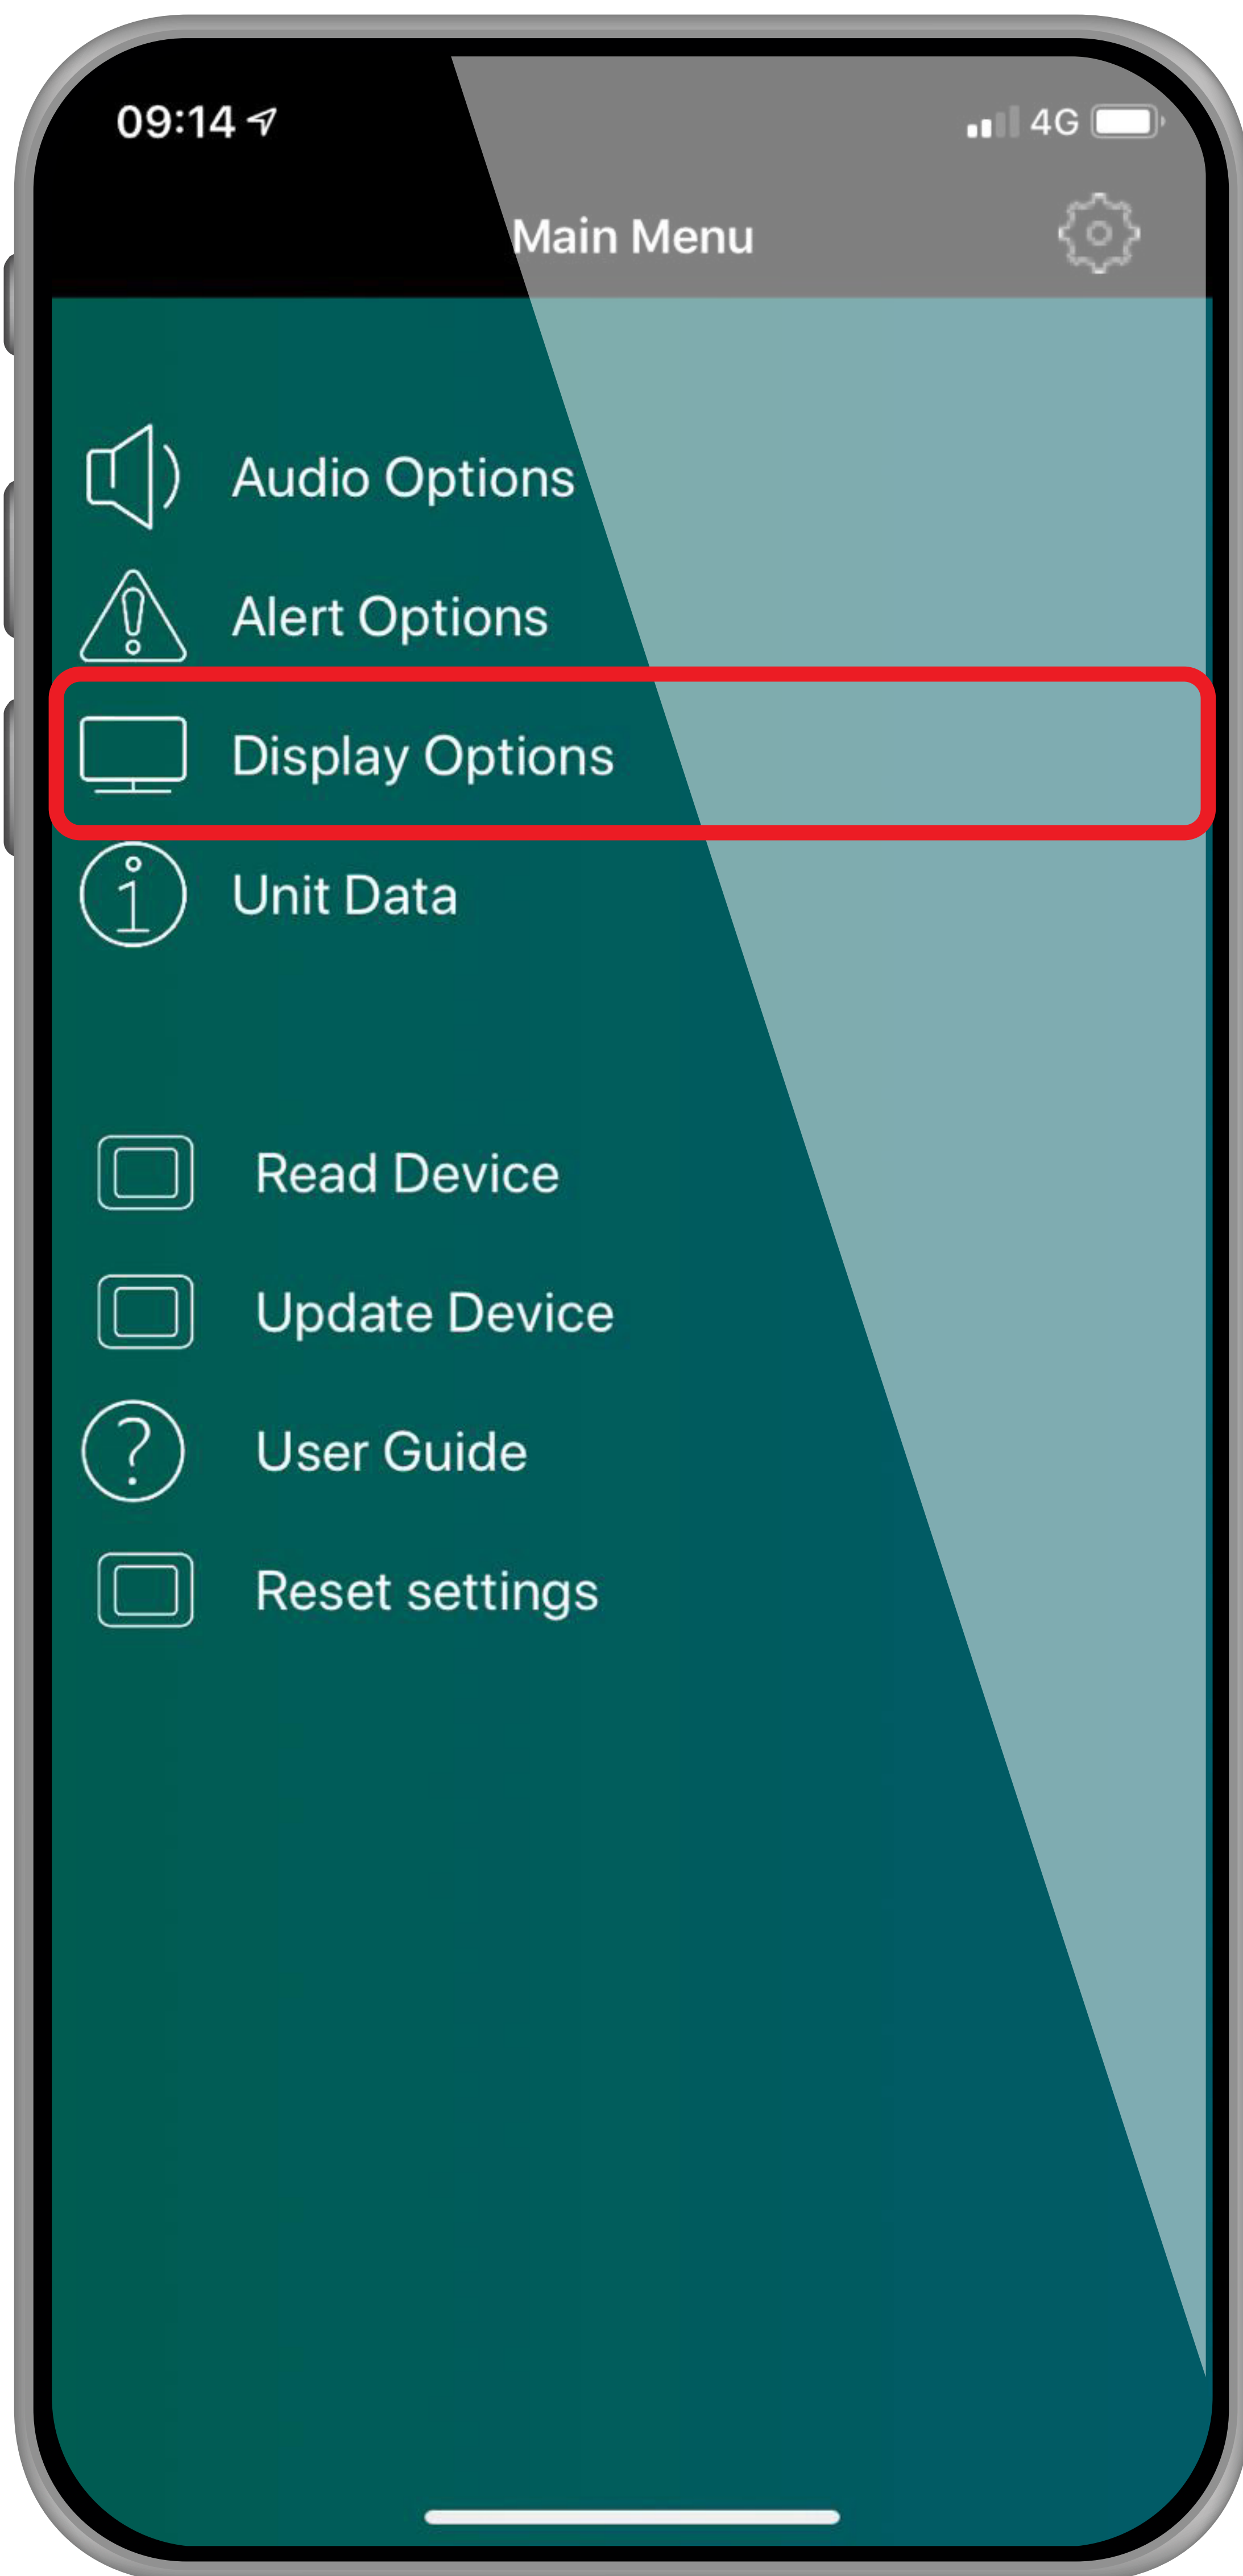 09:14
4G
Main Menu
Audio Options
Alert Options
Display Options
Unit Data
Read Device
Update Device
User Guide
Reset settings